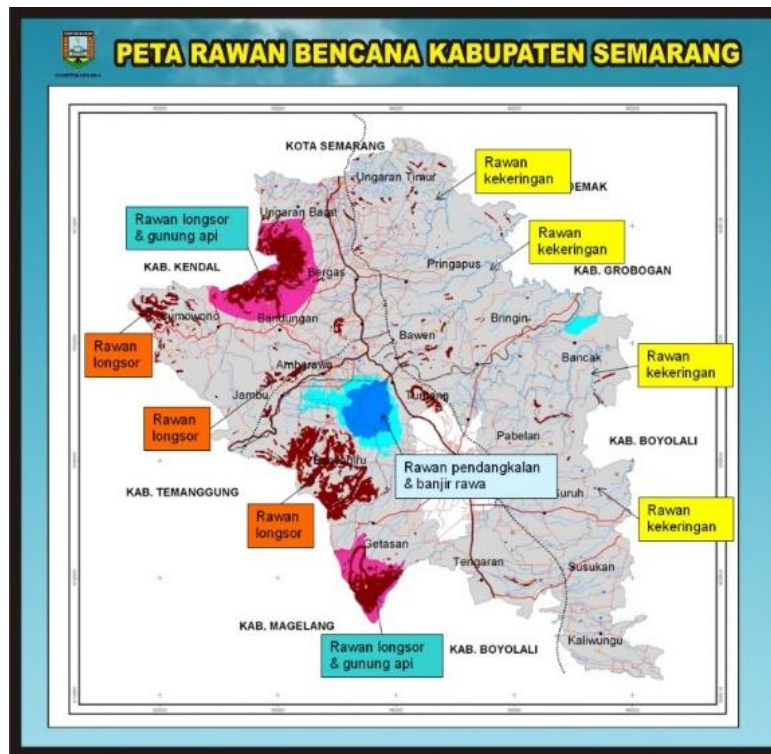 PETA RAWAN BENCANA KABUPATEN SEMARANG
KOTA SEMARANG
Ungaran Timur
Rawan
kekeringan
Rawan longsor
& gunung api
Ungaran Barat
Rawan
kekeringan
KAB. KENDAL
Bergas
Pringapus
KAB. GROBOGAN
Bandungan
Bringin
Rawan
longsor
Bawen
Bancak
Ambarawa
Rawan
kekeringan
Jambu
Rawan
longsor
Pabelan
KAB. BOYOLALI
Rawan pendangkalan
& banjir rawa
KAB. TEMANGGUNG
Rawan
longsor
Rawan
kekeringan
Getasan
Tengaran
Susukan
KAB. MAGELANG
Rawan longsor
& gunung api
KAB. BOYOLALI
Kaliwungu